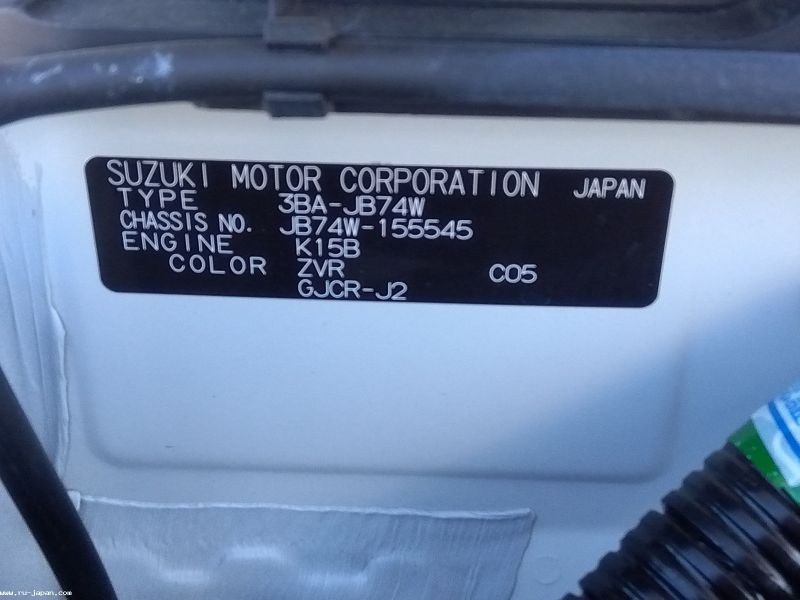 SUZUKI MOTOR CORPORATION JAPAN
TYPE 3BA-JB74W
CHASSIS NO. JB74W-155545
ENGINE K15B
COLOR ZVR C05
GJCR-J2
www.ru-japan.com